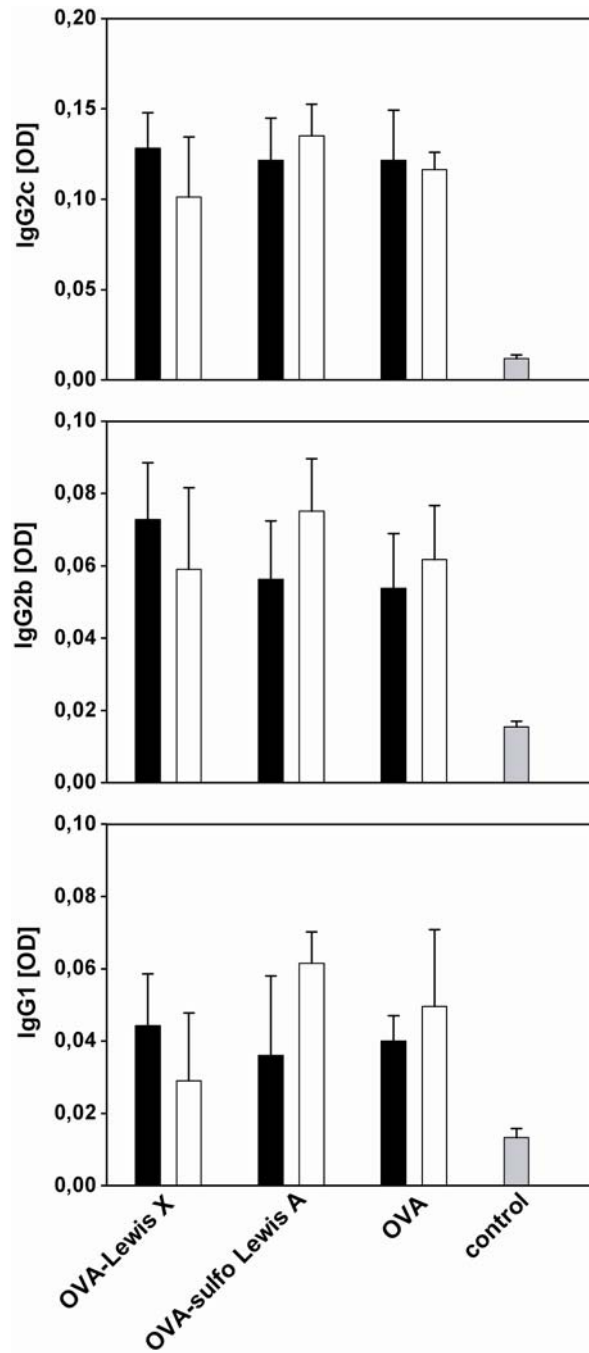 0,20
0,15
IgG2c [OD]
0,10
0,05
0,00
0,10
0,08
IgG2b [OD]
0,06
0,04
0,02
0,00
0,10
0,08
IgG1 [OD]
0,06
0,04
0,02
0,00
OVA-Lewis X
OVA-sulfo Lewis A
OVA
control